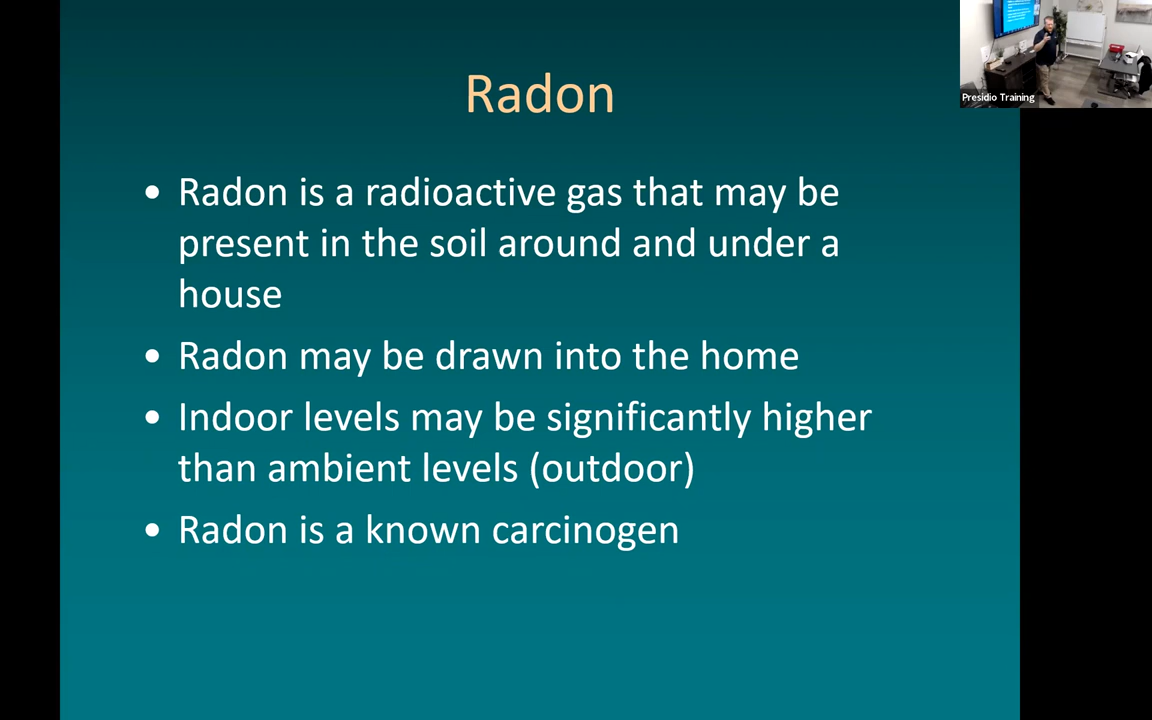 Radon
• Radon is a radioactive gas that may be
present in the soil around and under a
house
• Radon may be drawn into the home
• Indoor levels may be significantly higher
than ambient levels (outdoor)
• Radon is a known carcinogen
Presidio Training